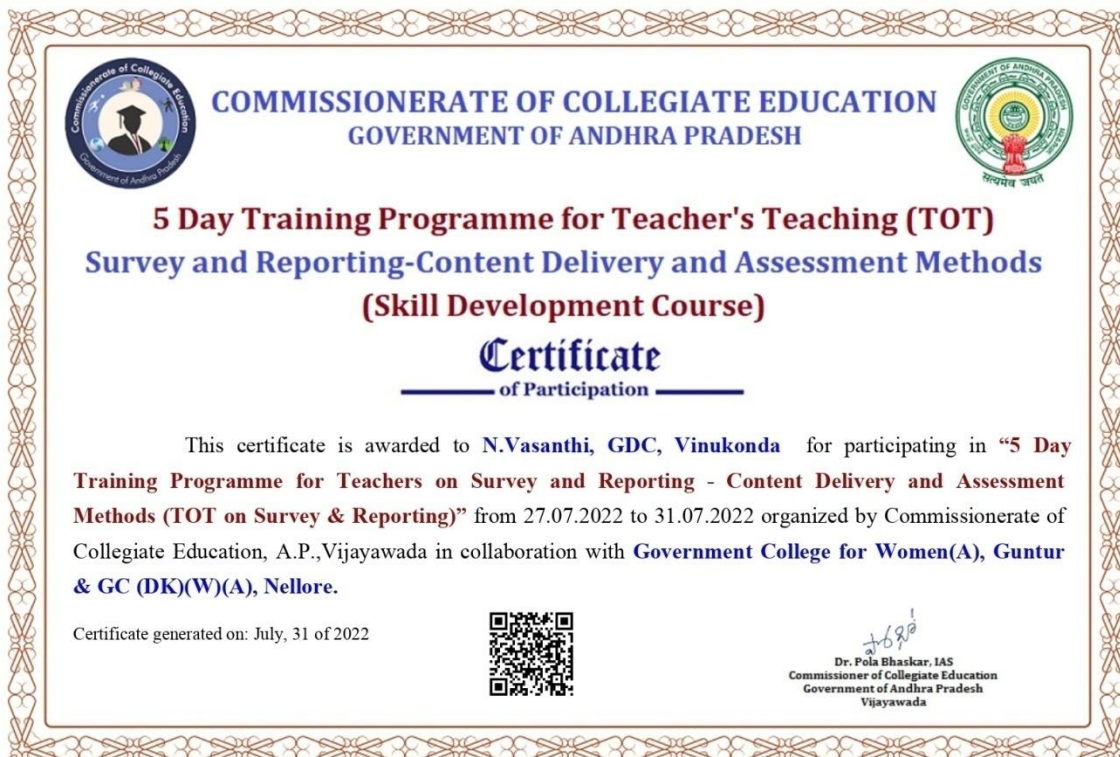 Commissionerate of Collegiate Education
Government of Andhra Pradesh
COMMISSIONERATE OF COLLEGIATE EDUCATION
GOVERNMENT OF ANDHRA PRADESH
GOVERNMENT OF ANDHRA PRADESH
सत्यमेव जयते
5 Day Training Programme for Teacher's Teaching (TOT)
Survey and Reporting-Content Delivery and Assessment Methods
(Skill Development Course)
Certificate
of Participation
This certificate is awarded to N.Vasanthi, GDC, Vinukonda for participating in “5 Day
Training Programme for Teachers on Survey and Reporting - Content Delivery and Assessment
Methods (TOT on Survey & Reporting)” from 27.07.2022 to 31.07.2022 organized by Commissionerate of
Collegiate Education, A.P.,Vijayawada in collaboration with Government College for Women(A), Guntur
& GC (DK)(W)(A), Nellore.
Certificate generated on: July, 31 of 2022
Dr. Pola Bhaskar, IAS
Commissioner of Collegiate Education
Government of Andhra Pradesh
Vijayawada